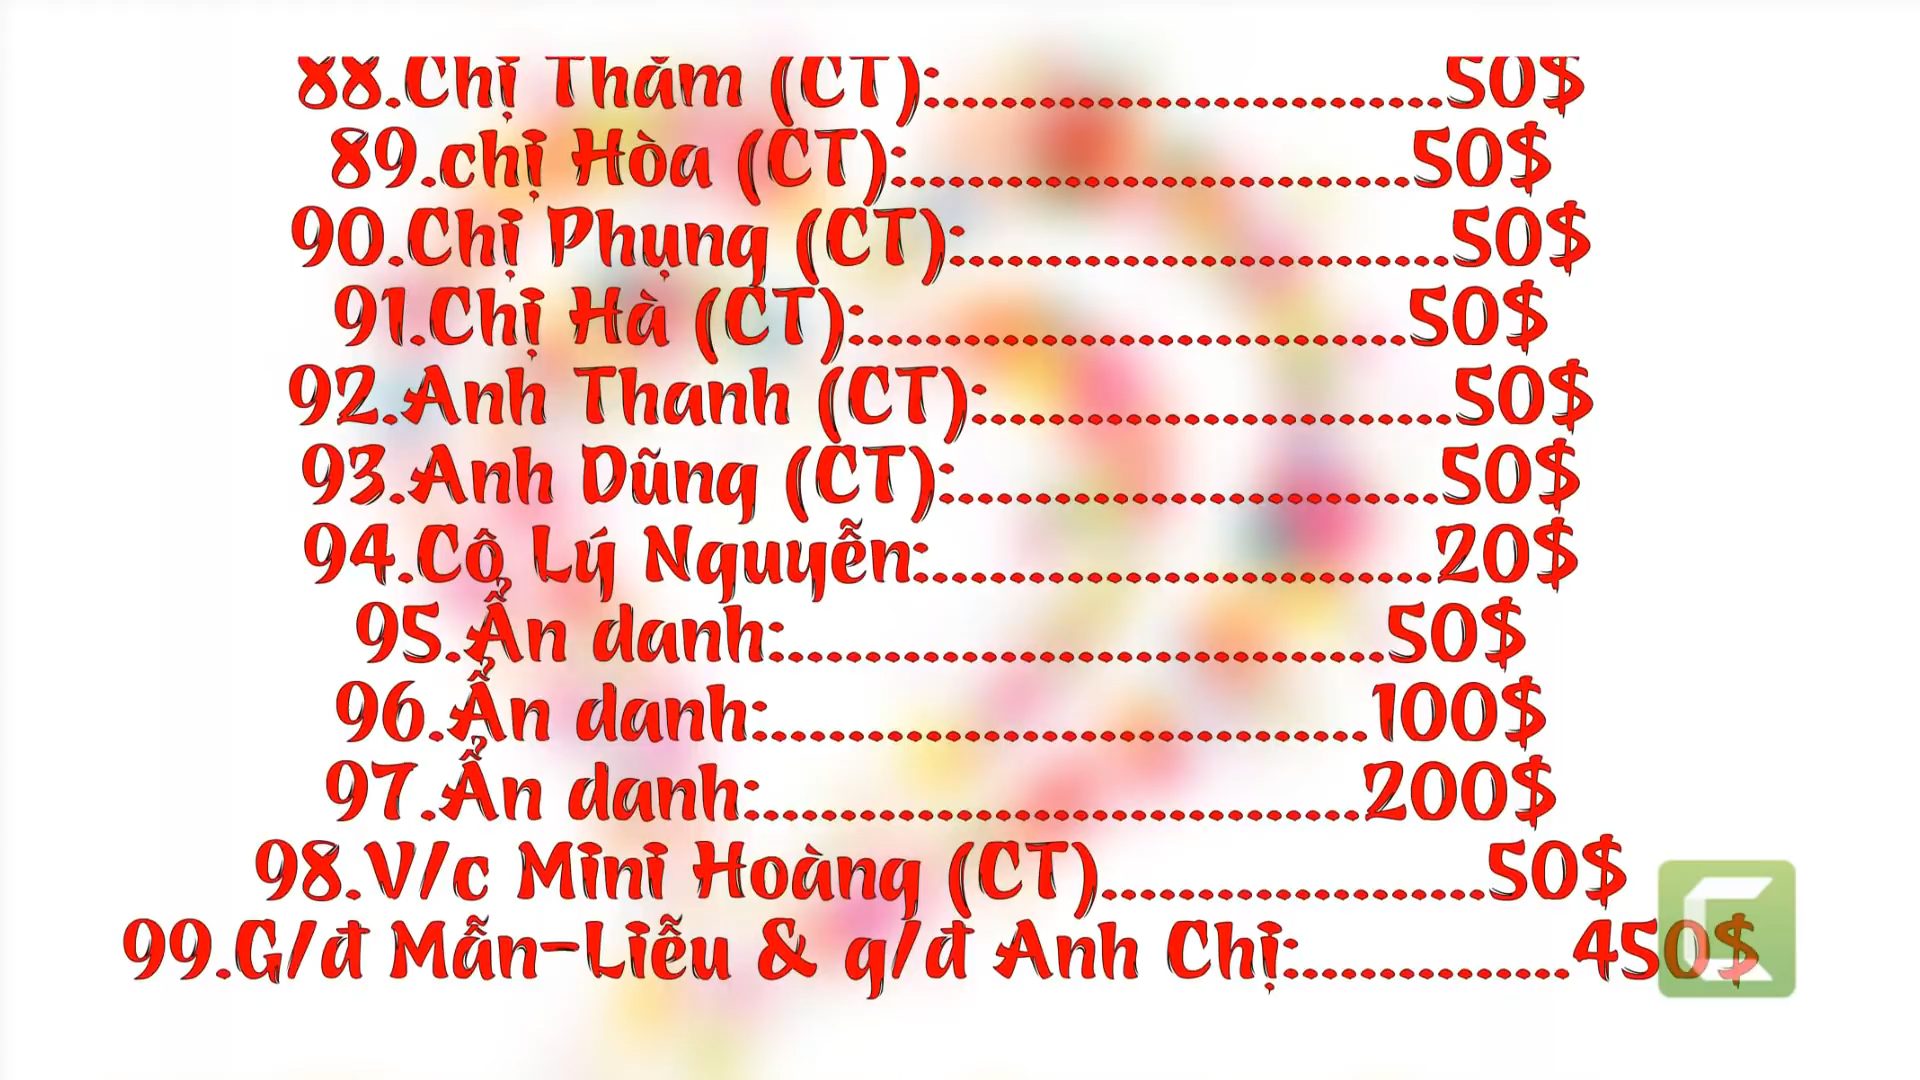 88.Chị Thắm (CT):..................................50$
89.chị Hòa (CT):..................................50$
90.Chị Phụng (CT):.................................50$
91.Chị Hà (CT):....................................50$
92.Anh Thanh (CT):...............................50$
93.Anh Dũng (CT):.................................50$
94.Cô Lý Nguyễn:..................................20$
95.Ẩn danh:........................................50$
96.Ẩn danh:.........................................100$
97.Ẩn danh:........................................200$
98.V/c Mini Hoàng (CT).........................50$
99.G/đ Mẫn-Liễu & g/đ Anh Chị:...................450$